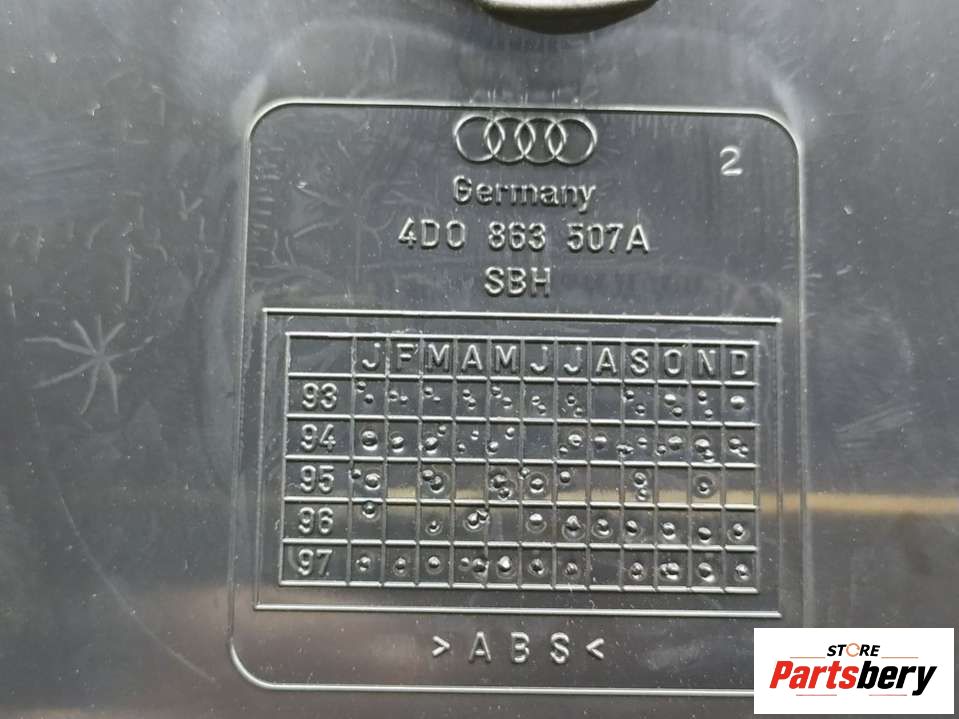 2
Germany
4D0 863 507A
SBH
J F M A M J J A S O N D
93
94
95
96
97
>ABS<
STORE
Partsbery